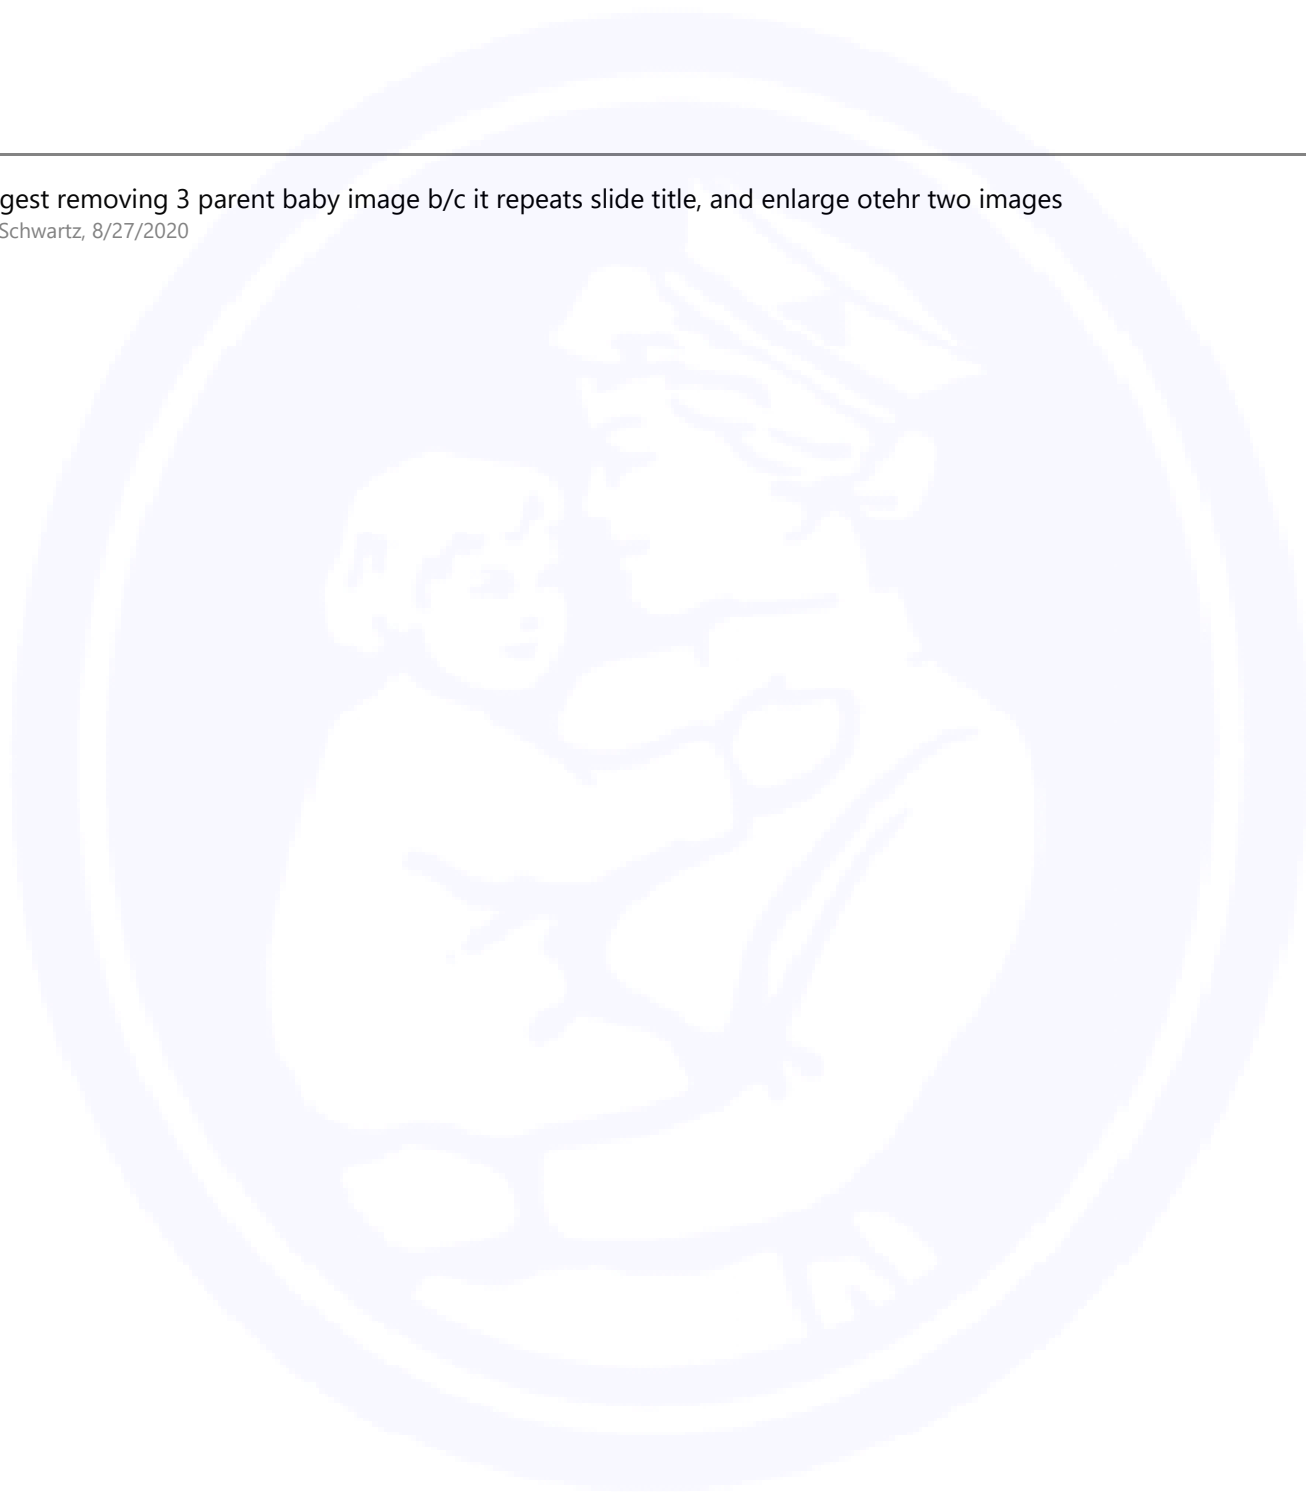 gest removing 3 parent baby image b/c it repeats slide title, and enlarge otehr two images
Schwartz, 8/27/2020